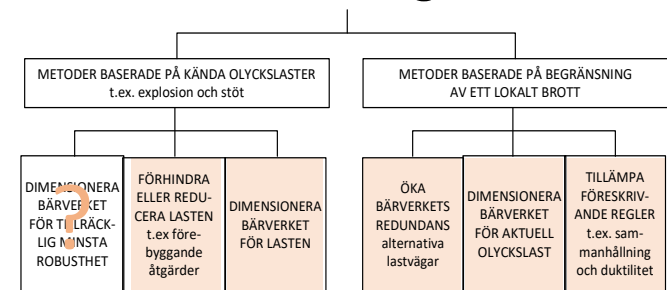 METODER BASERADE PÅ KÄNDA OLYCKSLASTER
t.ex. explosion och stöt
METODER BASERADE PÅ BEGRÄNSNING
AV ETT LOKALT BROTT
DIMENSIONERA
BÄRVERKET
FÖR TILLRÄCK-
LIG MINSTA
ROBUSTHET
?
FÖRHINDRA
ELLER REDU-
CERA LASTEN
t.ex före-
byggande
åtgärder
DIMENSIONERA
BÄRVERKET
FÖR LASTEN
ÖKA
BÄRVERKETS
REDUNDANS
alternativa
lastvägar
DIMENSIONERA
BÄRVERKET
FÖR AKTUELL
OLYCKSLAST
TILLÄMPA
FÖRESKRIV-
ANDE REGLER
t.ex. sam-
manhållning
och duktilitet